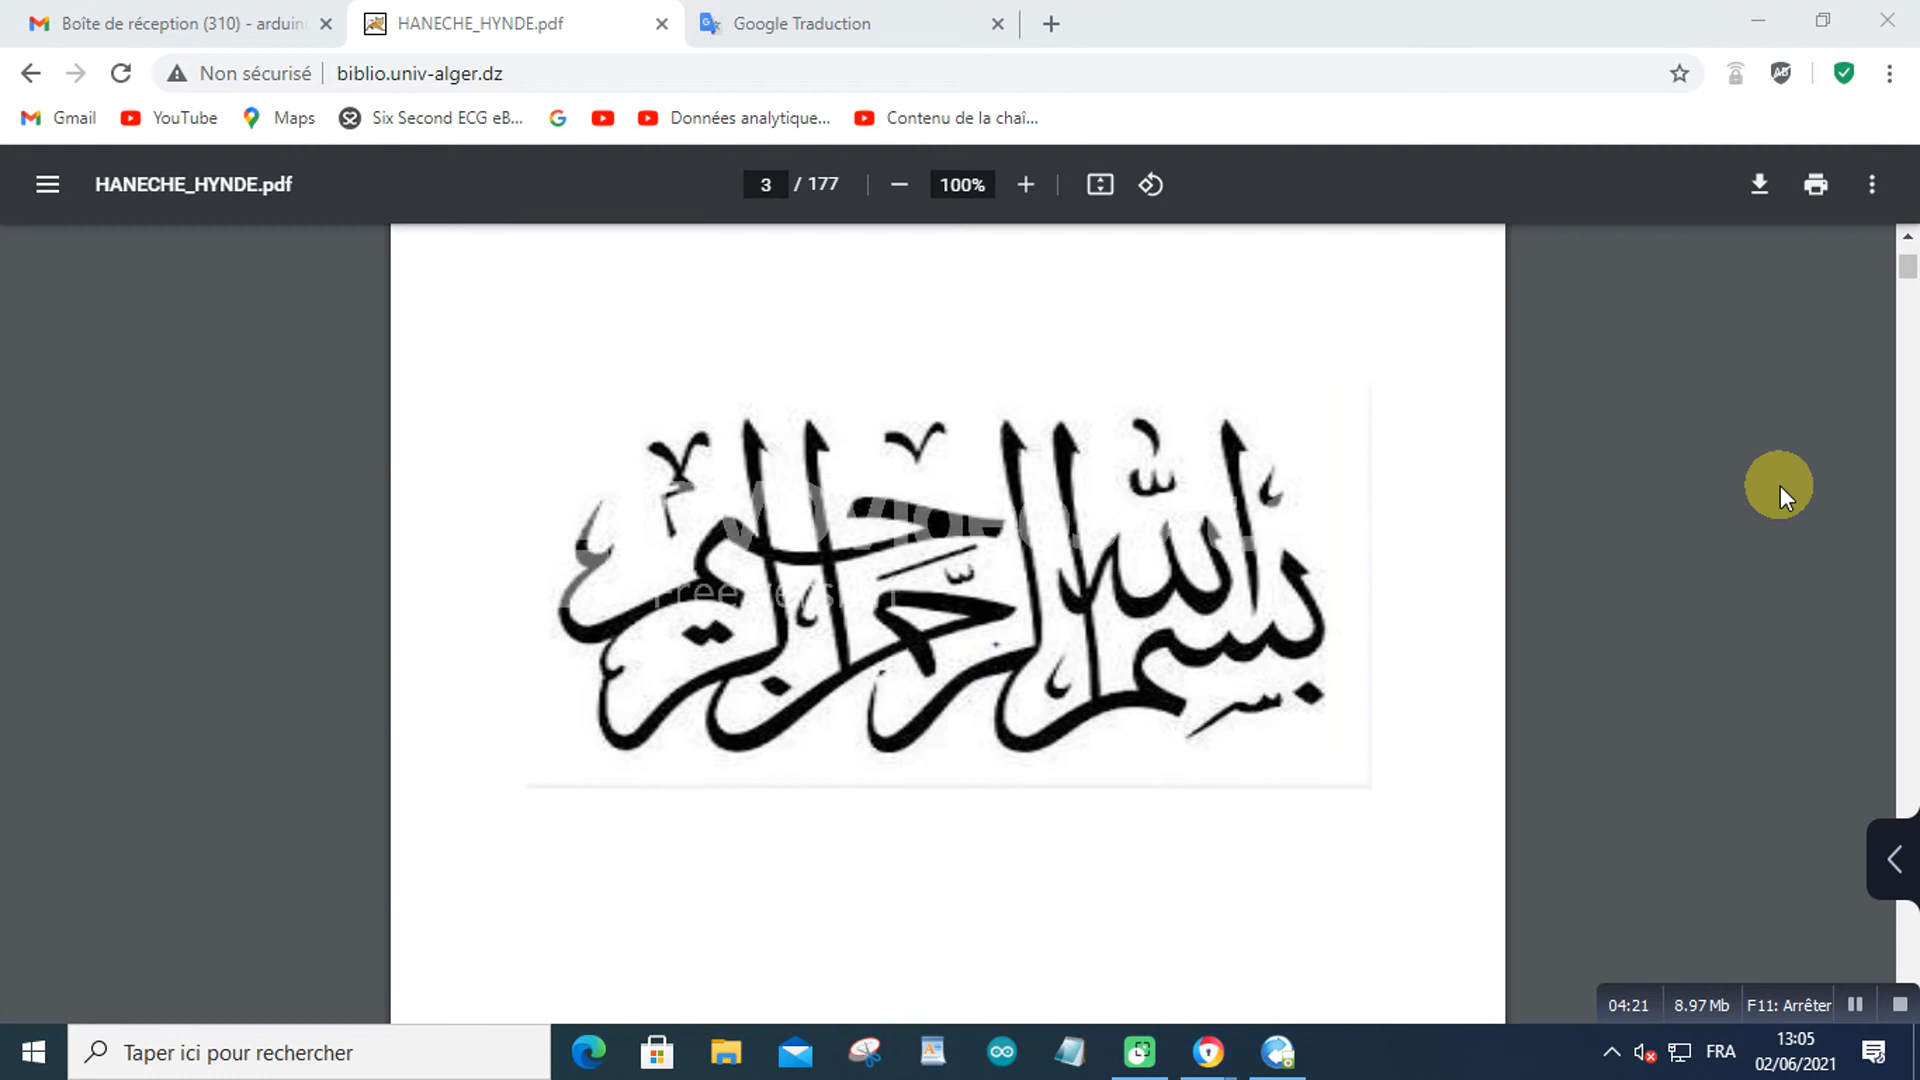 Boîte de réception (310) - arduin
HANECHE_HYNDE.pdf
Google Traduction
Non sécurisé
biblio.univ-alger.dz
Gmail
YouTube
Maps
Six Second ECG eB...
Données analytique...
Contenu de la chaî...
HANECHE_HYNDE.pdf
3 / 177
100%
بسم الله الرحمن الرحيم
04:21
8.97 Mb
F11: Arrêter
Taper ici pour rechercher
FRA
13:05
02/06/2021